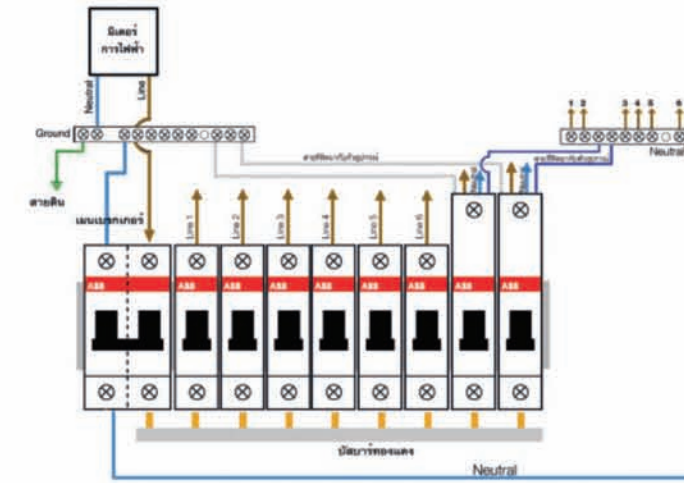 มิเตอร์
การไฟฟ้า
Neutral
Line
Ground
สายดิน
เมนเบรกเกอร์
Line 1
Line 2
Line 3
Line 4
Line 5
Line 6
Neutral
Neutral
1 2 3 4 5 6
Neutral
ABB
ABB
ABB
ABB
ABB
ABB
ABB
ABB
ABB
บัสบาร์ทองแดง
Neutral